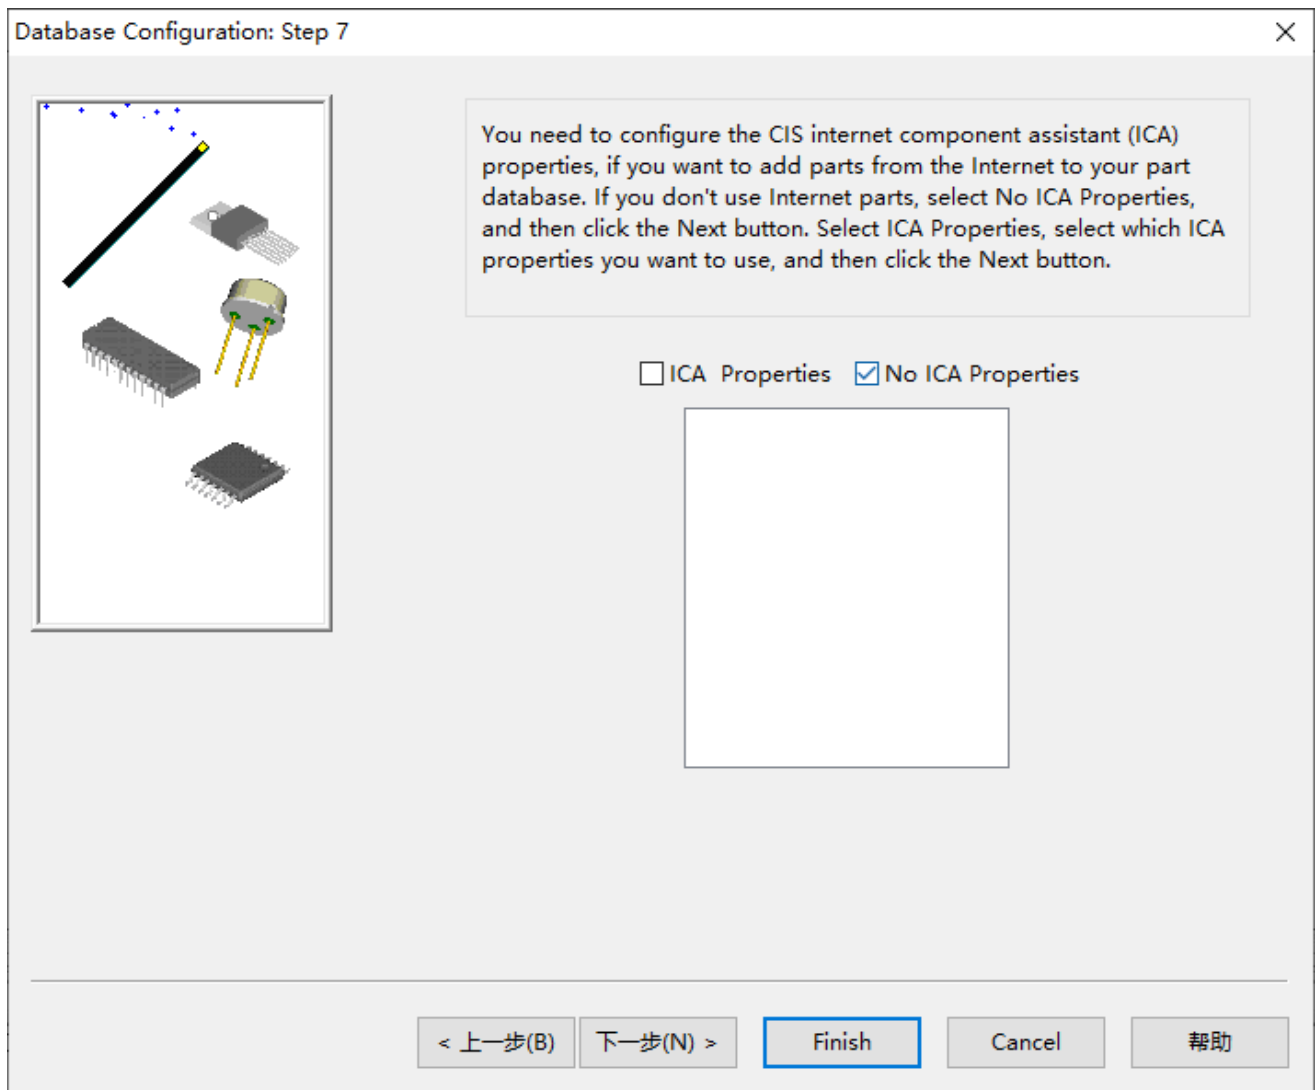 Database Configuration: Step 7
You need to configure the CIS internet component assistant (ICA)
properties, if you want to add parts from the Internet to your part
database. If you don't use Internet parts, select No ICA Properties,
and then click the Next button. Select ICA Properties, select which ICA
properties you want to use, and then click the Next button.
ICA  Properties No ICA Properties
< 上一步(B) 下一步(N) > Finish Cancel 帮助